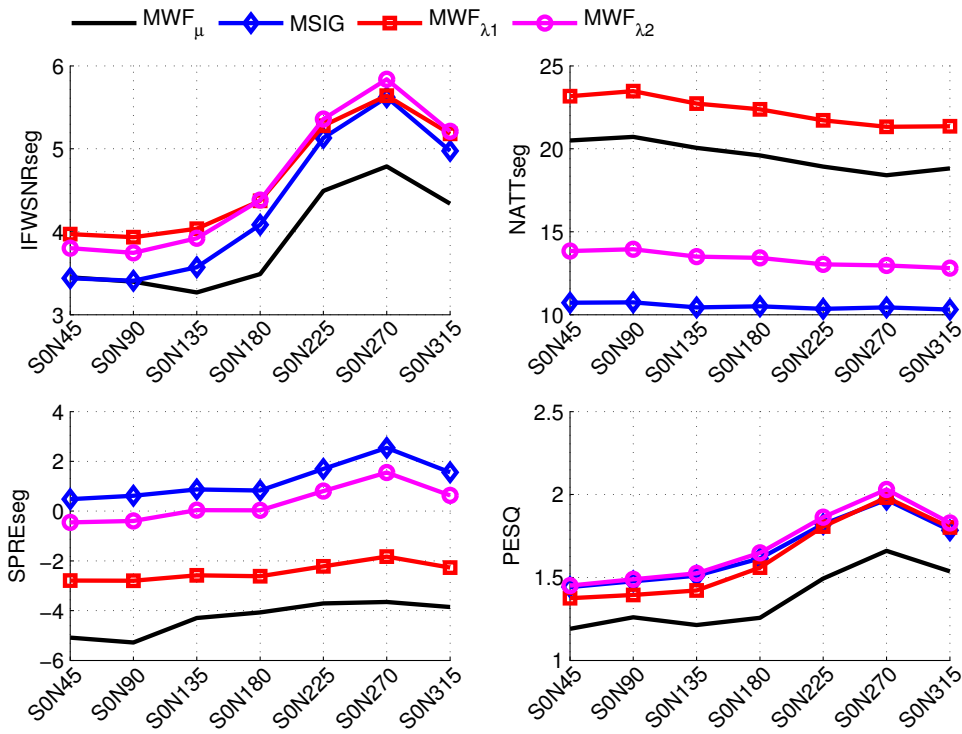 MWFμ MSIG MWFλ1 MWFλ2
IFWSNRseg
6
5
4
3
S0N45 S0N90 S0N135 S0N180 S0N225 S0N270 S0N315
NATTseg
25
20
15
10
S0N45 S0N90 S0N135 S0N180 S0N225 S0N270 S0N315
SPREseg
4
2
0
−2
−4
−6
S0N45 S0N90 S0N135 S0N180 S0N225 S0N270 S0N315
PESQ
2.5
2
1.5
1
S0N45 S0N90 S0N135 S0N180 S0N225 S0N270 S0N315